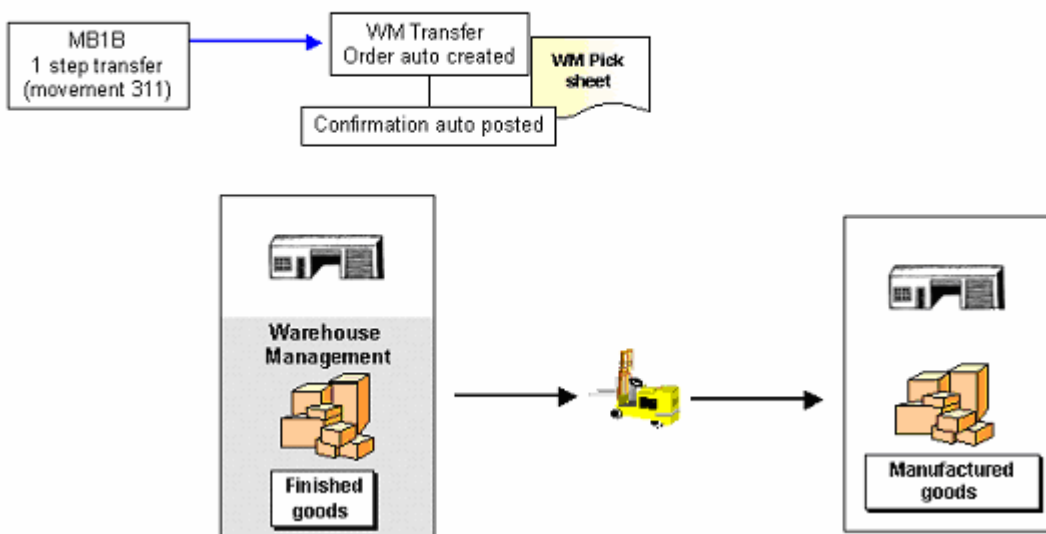 MB1B
1 step transfer
(movement 311)
WM Transfer
Order auto created
WM Pick
sheet
Confirmation auto posted
Warehouse
Management
Finished
goods
Manufactured
goods